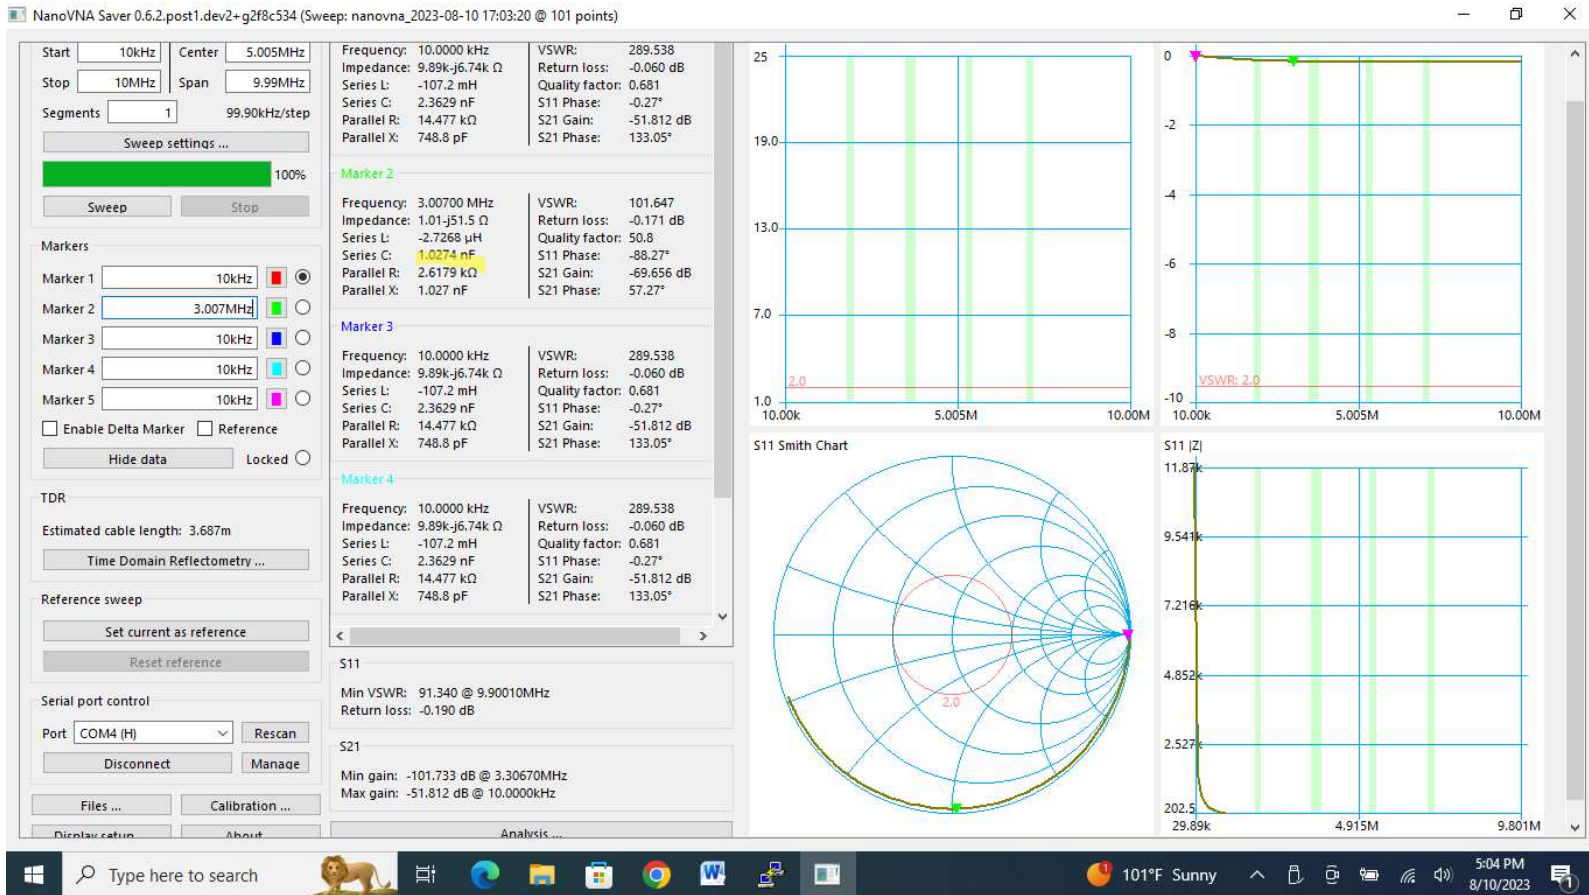 NanoVNA Saver 0.6.2.post1.dev2+g2f8c534 (Sweep: nanovna_2023-08-10 17:03:20 @ 101 points)
Start 10kHz Center 5.005MHz
Stop 10MHz Span 9.99MHz
Segments 1 99.90kHz/step
Sweep settings ...
100%
Sweep Stop
Markers
Marker 1 10kHz
Marker 2 3.007MHz
Marker 3 10kHz
Marker 4 10kHz
Marker 5 10kHz
Enable Delta Marker Reference
Hide data Locked
TDR
Estimated cable length: 3.687m
Time Domain Reflectometry ...
Reference sweep
Set current as reference
Reset reference
Serial port control
Port COM4 (H) Rescan
Disconnect Manage
Files ... Calibration ...
Display setup ... About ...
Frequency: 10.0000 kHz VSWR: 289.538
Impedance: 9.89k-j6.74k Ω Return loss: -0.060 dB
Series L: -107.2 mH Quality factor: 0.681
Series C: 2.3629 nF S11 Phase: -0.27°
Parallel R: 14.477 kΩ S21 Gain: -51.812 dB
Parallel X: 748.8 pF S21 Phase: 133.05°
Marker 2
Frequency: 3.00700 MHz VSWR: 101.647
Impedance: 1.01-j51.5 Ω Return loss: -0.171 dB
Series L: -2.7268 µH Quality factor: 50.8
Series C: 1.0274 nF S11 Phase: -88.27°
Parallel R: 2.6179 kΩ S21 Gain: -69.656 dB
Parallel X: 1.027 nF S21 Phase: 57.27°
Marker 3
Frequency: 10.0000 kHz VSWR: 289.538
Impedance: 9.89k-j6.74k Ω Return loss: -0.060 dB
Series L: -107.2 mH Quality factor: 0.681
Series C: 2.3629 nF S11 Phase: -0.27°
Parallel R: 14.477 kΩ S21 Gain: -51.812 dB
Parallel X: 748.8 pF S21 Phase: 133.05°
Marker 4
Frequency: 10.0000 kHz VSWR: 289.538
Impedance: 9.89k-j6.74k Ω Return loss: -0.060 dB
Series L: -107.2 mH Quality factor: 0.681
Series C: 2.3629 nF S11 Phase: -0.27°
Parallel R: 14.477 kΩ S21 Gain: -51.812 dB
Parallel X: 748.8 pF S21 Phase: 133.05°
S11
Min VSWR: 91.340 @ 9.90010MHz
Return loss: -0.190 dB
S21
Min gain: -101.733 dB @ 3.30670MHz
Max gain: -51.812 dB @ 10.0000kHz
Analysis ...
25
19.0
13.0
7.0
2.0
1.0
10.00k 5.005M 10.00M
0
-2
-4
-6
-8
VSWR: 2.0
-10
10.00k 5.005M 10.00M
S11 Smith Chart
2.0
S11 |Z|
11.87k
9.541k
7.216k
4.852k
2.527k
202.5
29.89k 4.915M 9.801M
Type here to search
101°F Sunny
5:04 PM
8/10/2023
1